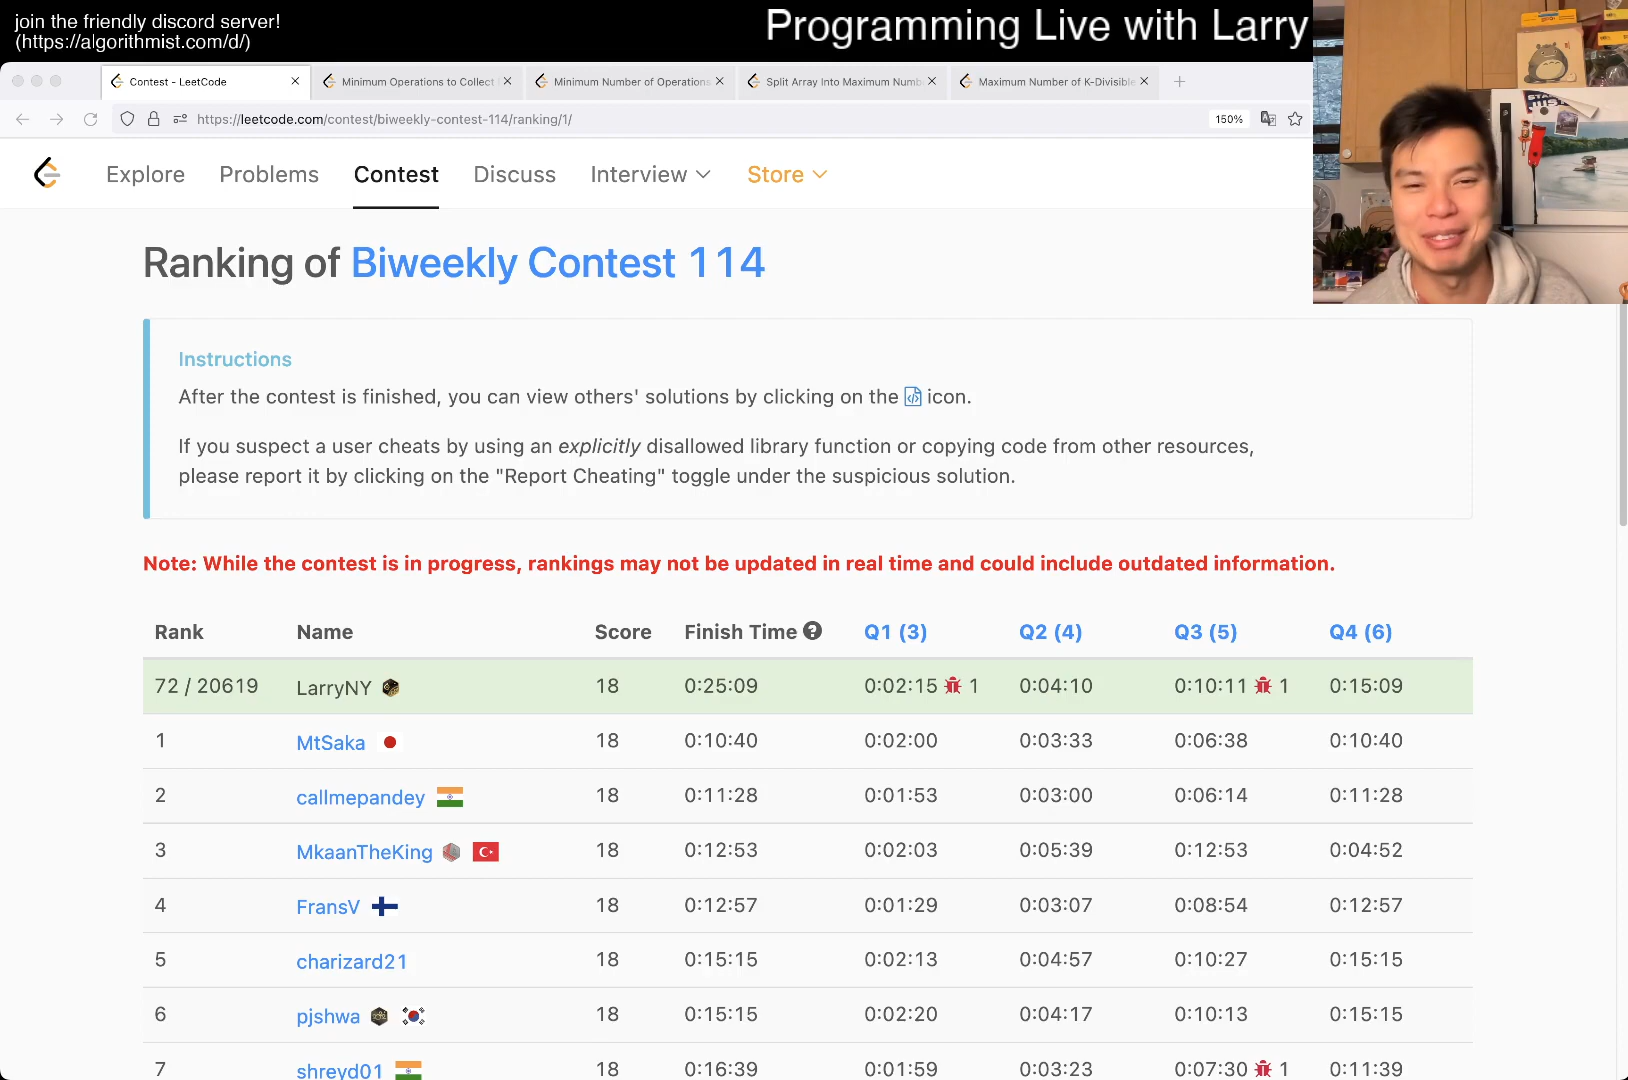 join the friendly discord server!
(https://algorithmist.com/d/)
Programming Live with Larry
Contest - LeetCode
Minimum Operations to Collect
Minimum Number of Operations
Split Array Into Maximum Numb
Maximum Number of K-Divisible
https://leetcode.com/contest/biweekly-contest-114/ranking/1/
150%
Explore Problems Contest Discuss Interview Store
Ranking of Biweekly Contest 114
Instructions
After the contest is finished, you can view others' solutions by clicking on the icon.
If you suspect a user cheats by using an explicitly disallowed library function or copying code from other resources,
please report it by clicking on the "Report Cheating" toggle under the suspicious solution.
Note: While the contest is in progress, rankings may not be updated in real time and could include outdated information.
Rank Name Score Finish Time Q1 (3) Q2 (4) Q3 (5) Q4 (6)
72 / 20619 LarryNY 18 0:25:09 0:02:15 1 0:04:10 0:10:11 1 0:15:09
1 MtSaka 18 0:10:40 0:02:00 0:03:33 0:06:38 0:10:40
2 callmepandey 18 0:11:28 0:01:53 0:03:00 0:06:14 0:11:28
3 MkaanTheKing 18 0:12:53 0:02:03 0:05:39 0:12:53 0:04:52
4 FransV 18 0:12:57 0:01:29 0:03:07 0:08:54 0:12:57
5 charizard21 18 0:15:15 0:02:13 0:04:57 0:10:27 0:15:15
6 pjshwa 18 0:15:15 0:02:20 0:04:17 0:10:13 0:15:15
7 shreyd01 18 0:16:39 0:01:59 0:03:23 0:07:30 1 0:11:39